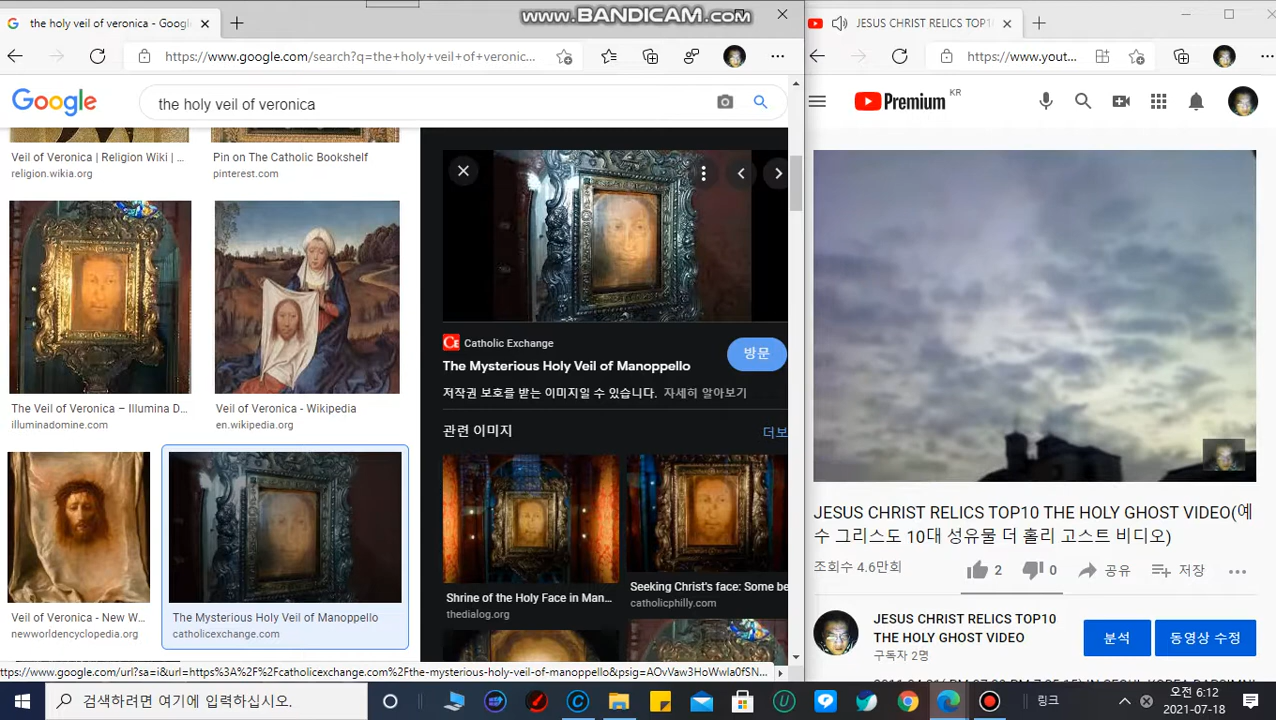 www.BANDICAM.com
the holy veil of veronica - Googl
https://www.google.com/search?q=the+holy+veil+of+veronic...
Google
the holy veil of veronica
Veil of Veronica | Religion Wiki | ...
religion.wikia.org
Pin on The Catholic Bookshelf
pinterest.com
The Veil of Veronica – Illumina D...
illuminadomine.com
Veil of Veronica - Wikipedia
en.wikipedia.org
Veil of Veronica - New W...
newworldencyclopedia.org
The Mysterious Holy Veil of Manoppello
catholicexchange.com
CE Catholic Exchange
The Mysterious Holy Veil of Manoppello
방문
저작권 보호를 받는 이미지일 수 있습니다. 자세히 알아보기
관련 이미지
더보
Shrine of the Holy Face in Man...
thedialog.org
Seeking Christ's face: Some be
catholicphilly.com
https://www.google.com/url?sa=i&url=https%3A%2F%2Fcatholicexchange.com%2Fthe-mysterious-holy-veil-of-manoppello&psig=AOvVaw3HoWwla0fSN...
JESUS CHRIST RELICS TOP1
https://www.yout...
Premium KR
JESUS CHRIST RELICS TOP10 THE HOLY GHOST VIDEO(예
수 그리스도 10대 성유물 더 홀리 고스트 비디오)
조회수 4.6만회
2
0
공유
저장
JESUS CHRIST RELICS TOP10
THE HOLY GHOST VIDEO
구독자 2명
분석
동영상 수정
검색하려면 여기에 입력하십시오.
링크
오전 6:12
2021-07-18